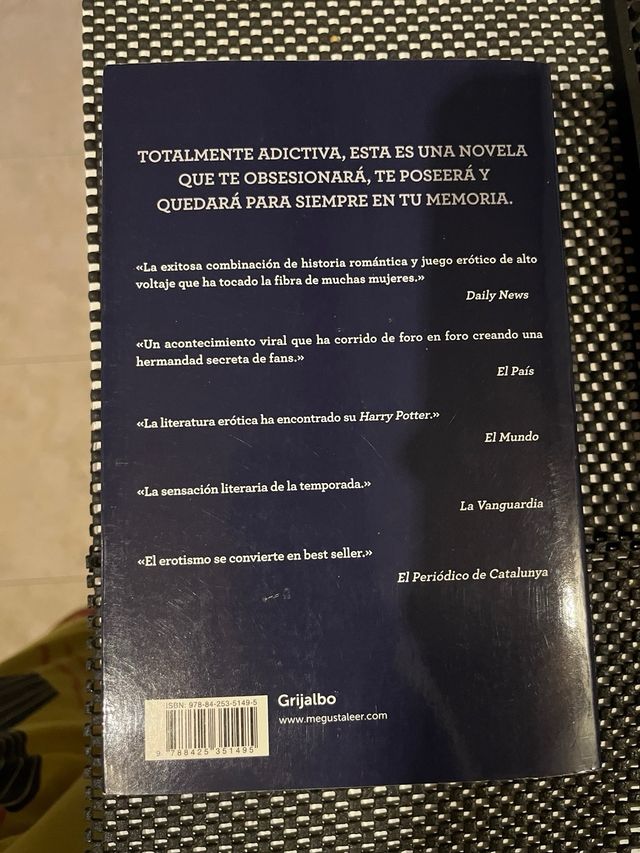 TOTALMENTE ADICTIVA, ESTA ES UNA NOVELA
QUE TE OBSESIONARÁ, TE POSEERÁ Y
QUEDARÁ PARA SIEMPRE EN TU MEMORIA.
«La exitosa combinación de historia romántica y juego erótico de alto
voltaje que ha tocado la fibra de muchas mujeres.»
Daily News
«Un acontecimiento viral que ha corrido de foro en foro creando una
hermandad secreta de fans.»
El País
«La literatura erótica ha encontrado su Harry Potter.»
El Mundo
«La sensación literaria de la temporada.»
La Vanguardia
«El erotismo se convierte en best seller.»
El Periódico de Catalunya
ISBN: 978-84-253-5149-5
9 788425 351495
Grijalbo
www.megustaleer.com